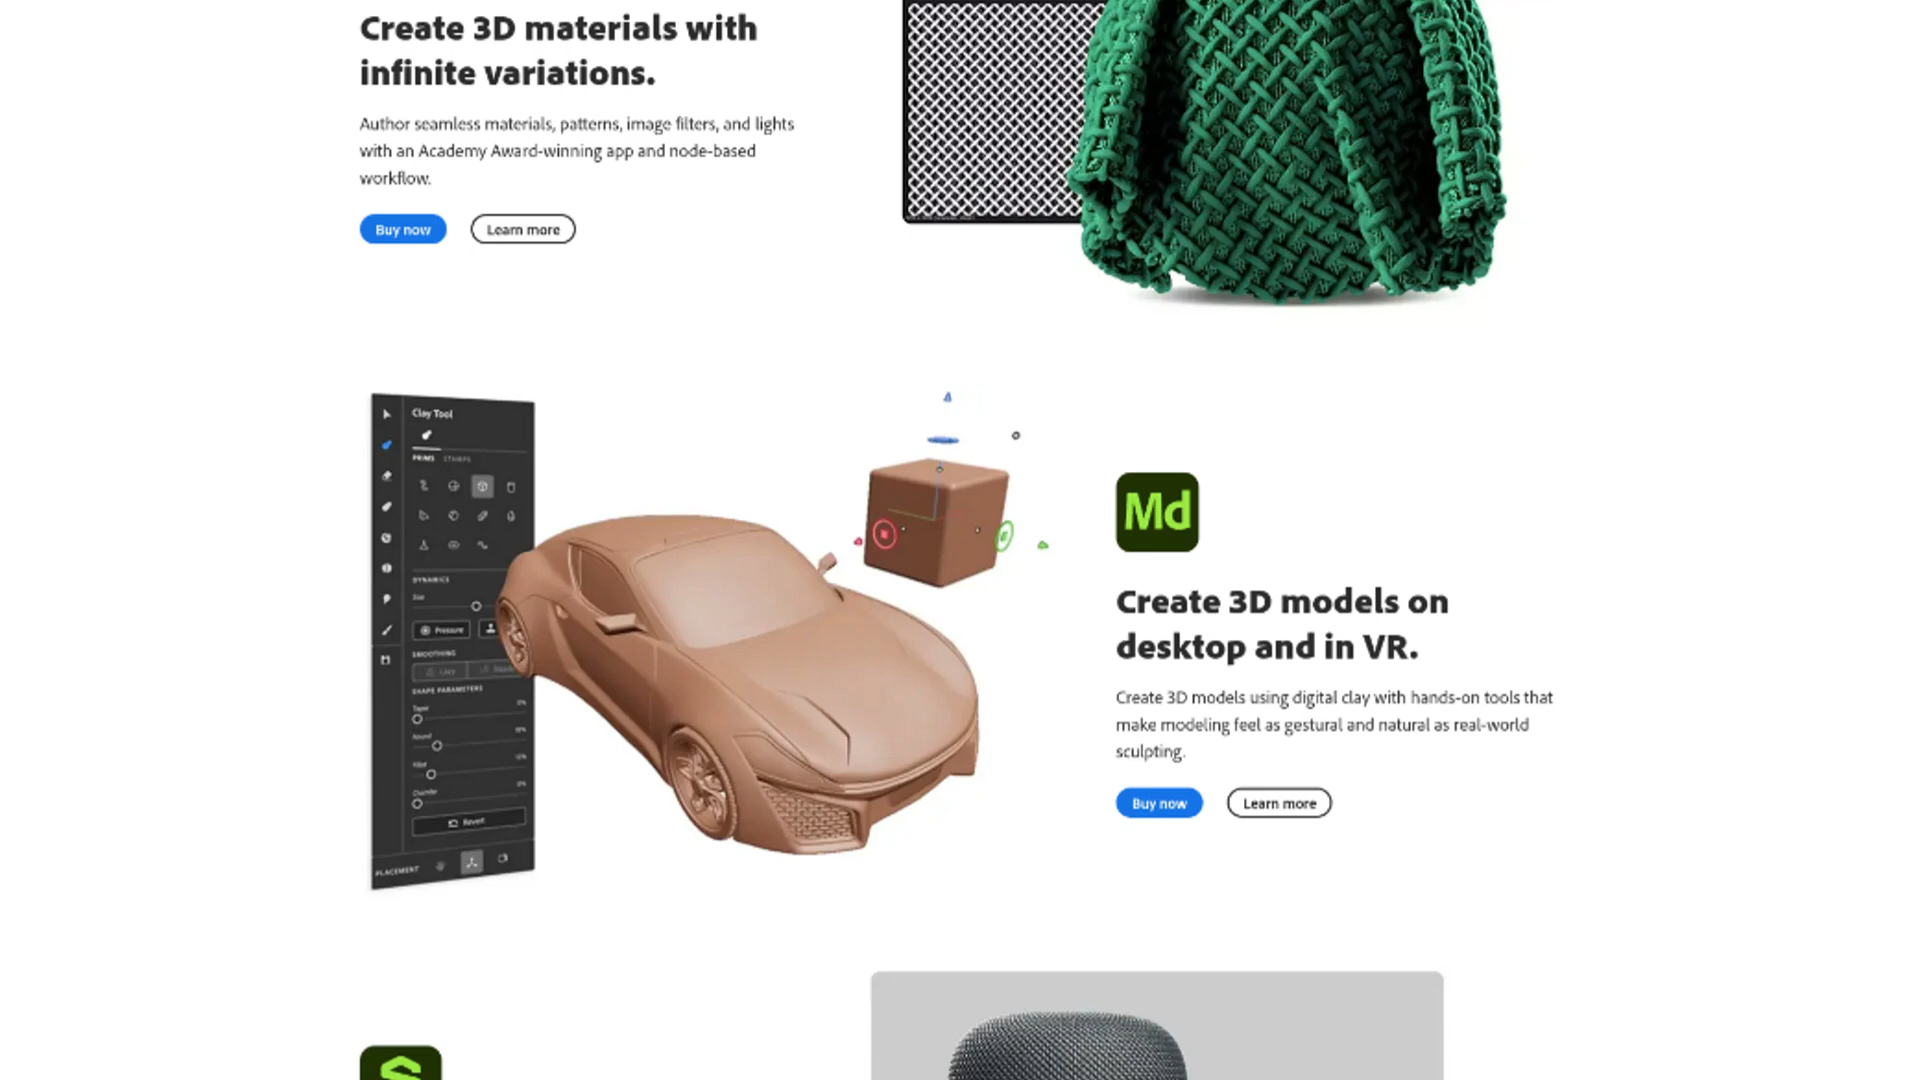 Create 3D materials with
infinite variations.
Author seamless materials, patterns, image filters, and lights
with an Academy Award-winning app and node-based
workflow.
Buy now
Learn more
Clay Tool
PRIMS STAMPS
DYNAMICS
Size
Pressure
SMOOTHING
SHAPE PARAMETERS
Taper
Round
Fillet
Chamfer
Revert
PLACEMENT
Md
Create 3D models on
desktop and in VR.
Create 3D models using digital clay with hands-on tools that
make modeling feel as gestural and natural as real-world
sculpting.
Buy now
Learn more